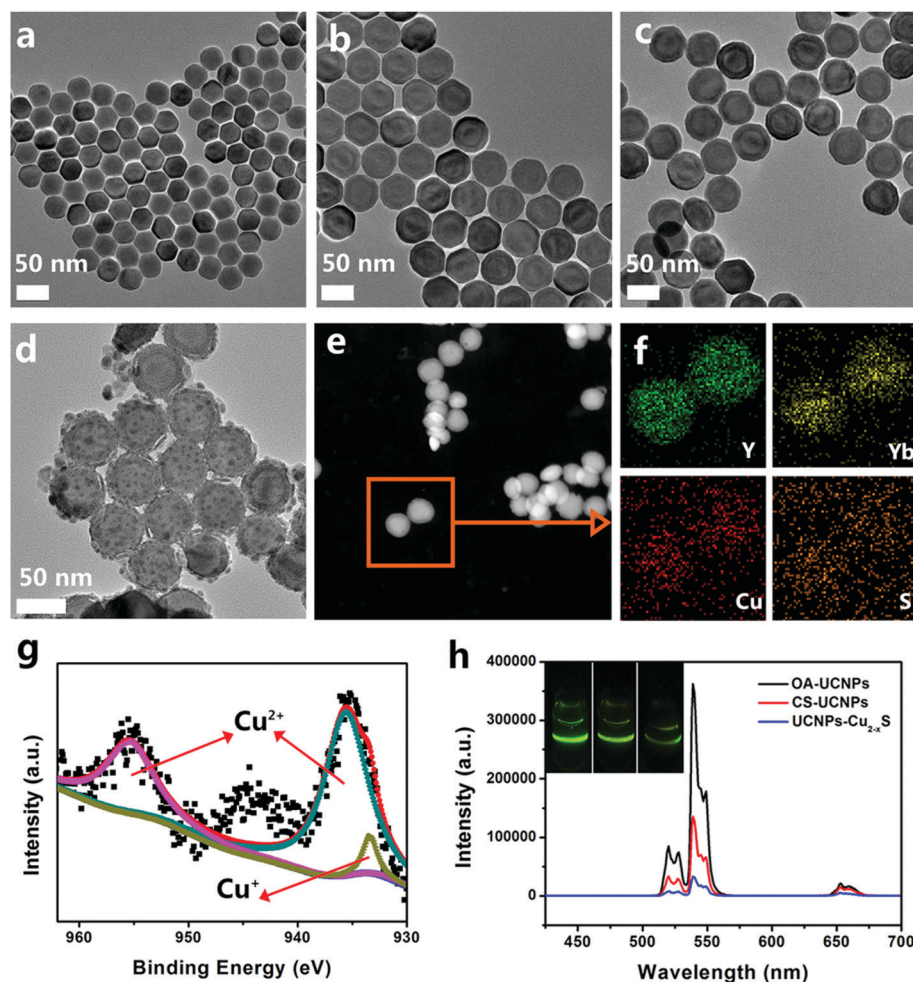 a
b
c
50 nm
50 nm
50 nm
d
e
f
Y
Yb
50 nm
Cu
S
g
h
Cu²⁺
Cu⁺
Intensity (a.u.)
960
950
940
930
Binding Energy (eV)
400000
300000
200000
100000
0
Intensity (a.u.)
OA-UCNPs
CS-UCNPs
UCNPs-Cu₂₋ₓS
450
500
550
600
650
700
Wavelength (nm)